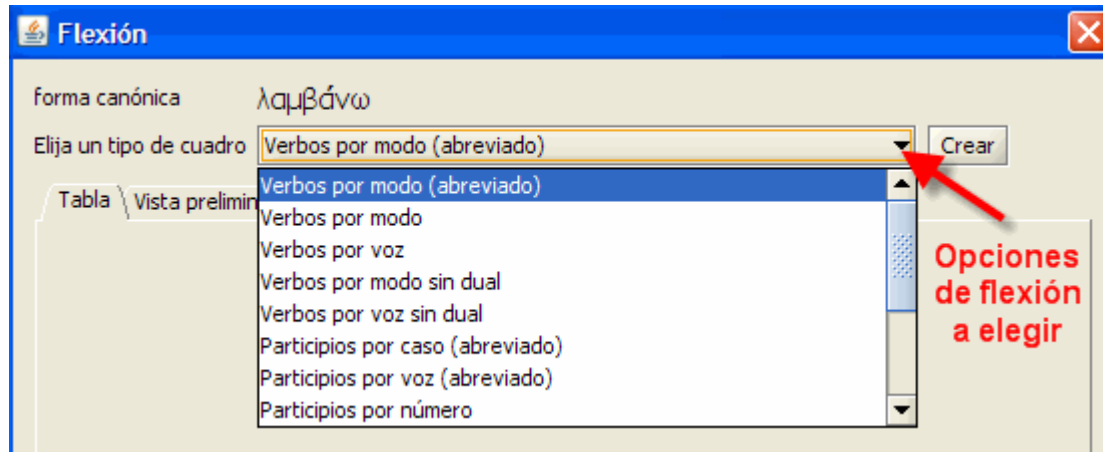 Flexión
forma canónica λαμβάνω
Elija un tipo de cuadro Verbos por modo (abreviado) Crear
Tabla Vista prelimin
Verbos por modo (abreviado)
Verbos por modo
Verbos por voz
Verbos por modo sin dual
Verbos por voz sin dual
Participios por caso (abreviado)
Participios por voz (abreviado)
Participios por número
Opciones
de flexión
a elegir